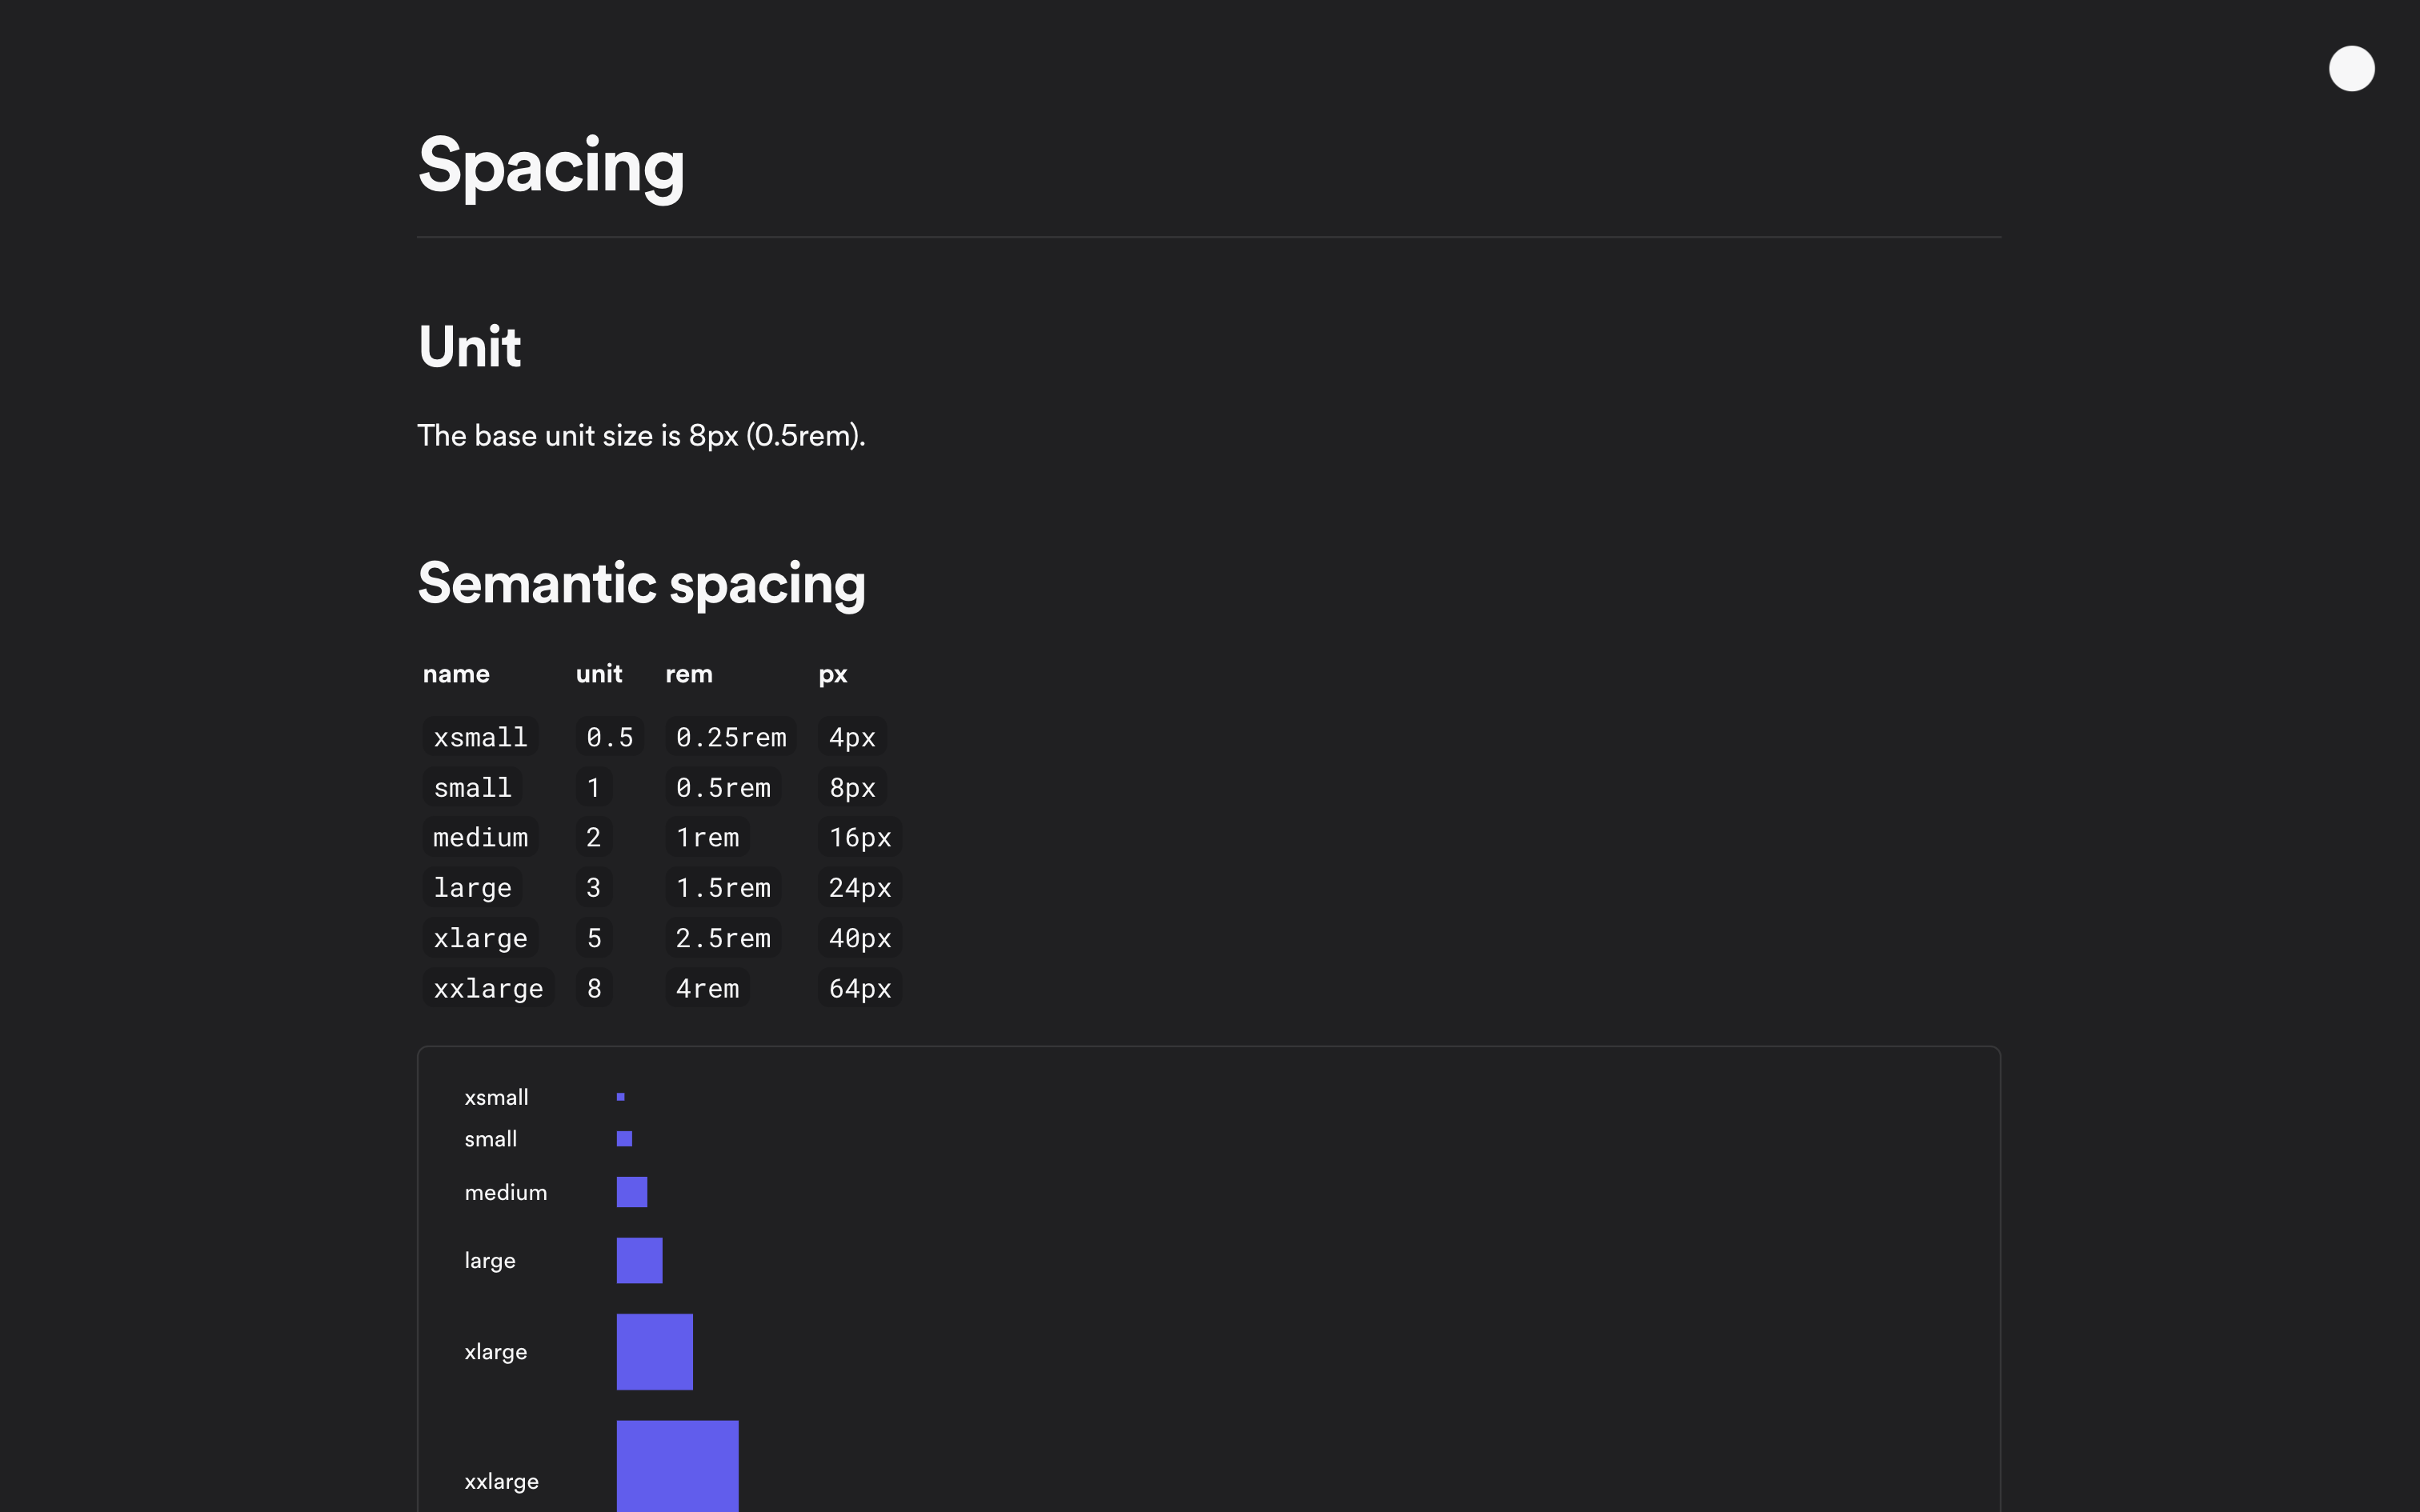 Spacing
Unit
The base unit size is 8px (0.5rem).
Semantic spacing
name unit rem px
xsmall 0.5 0.25rem 4px
small 1 0.5rem 8px
medium 2 1rem 16px
large 3 1.5rem 24px
xlarge 5 2.5rem 40px
xxlarge 8 4rem 64px
xsmall
small
medium
large
xlarge
xxlarge